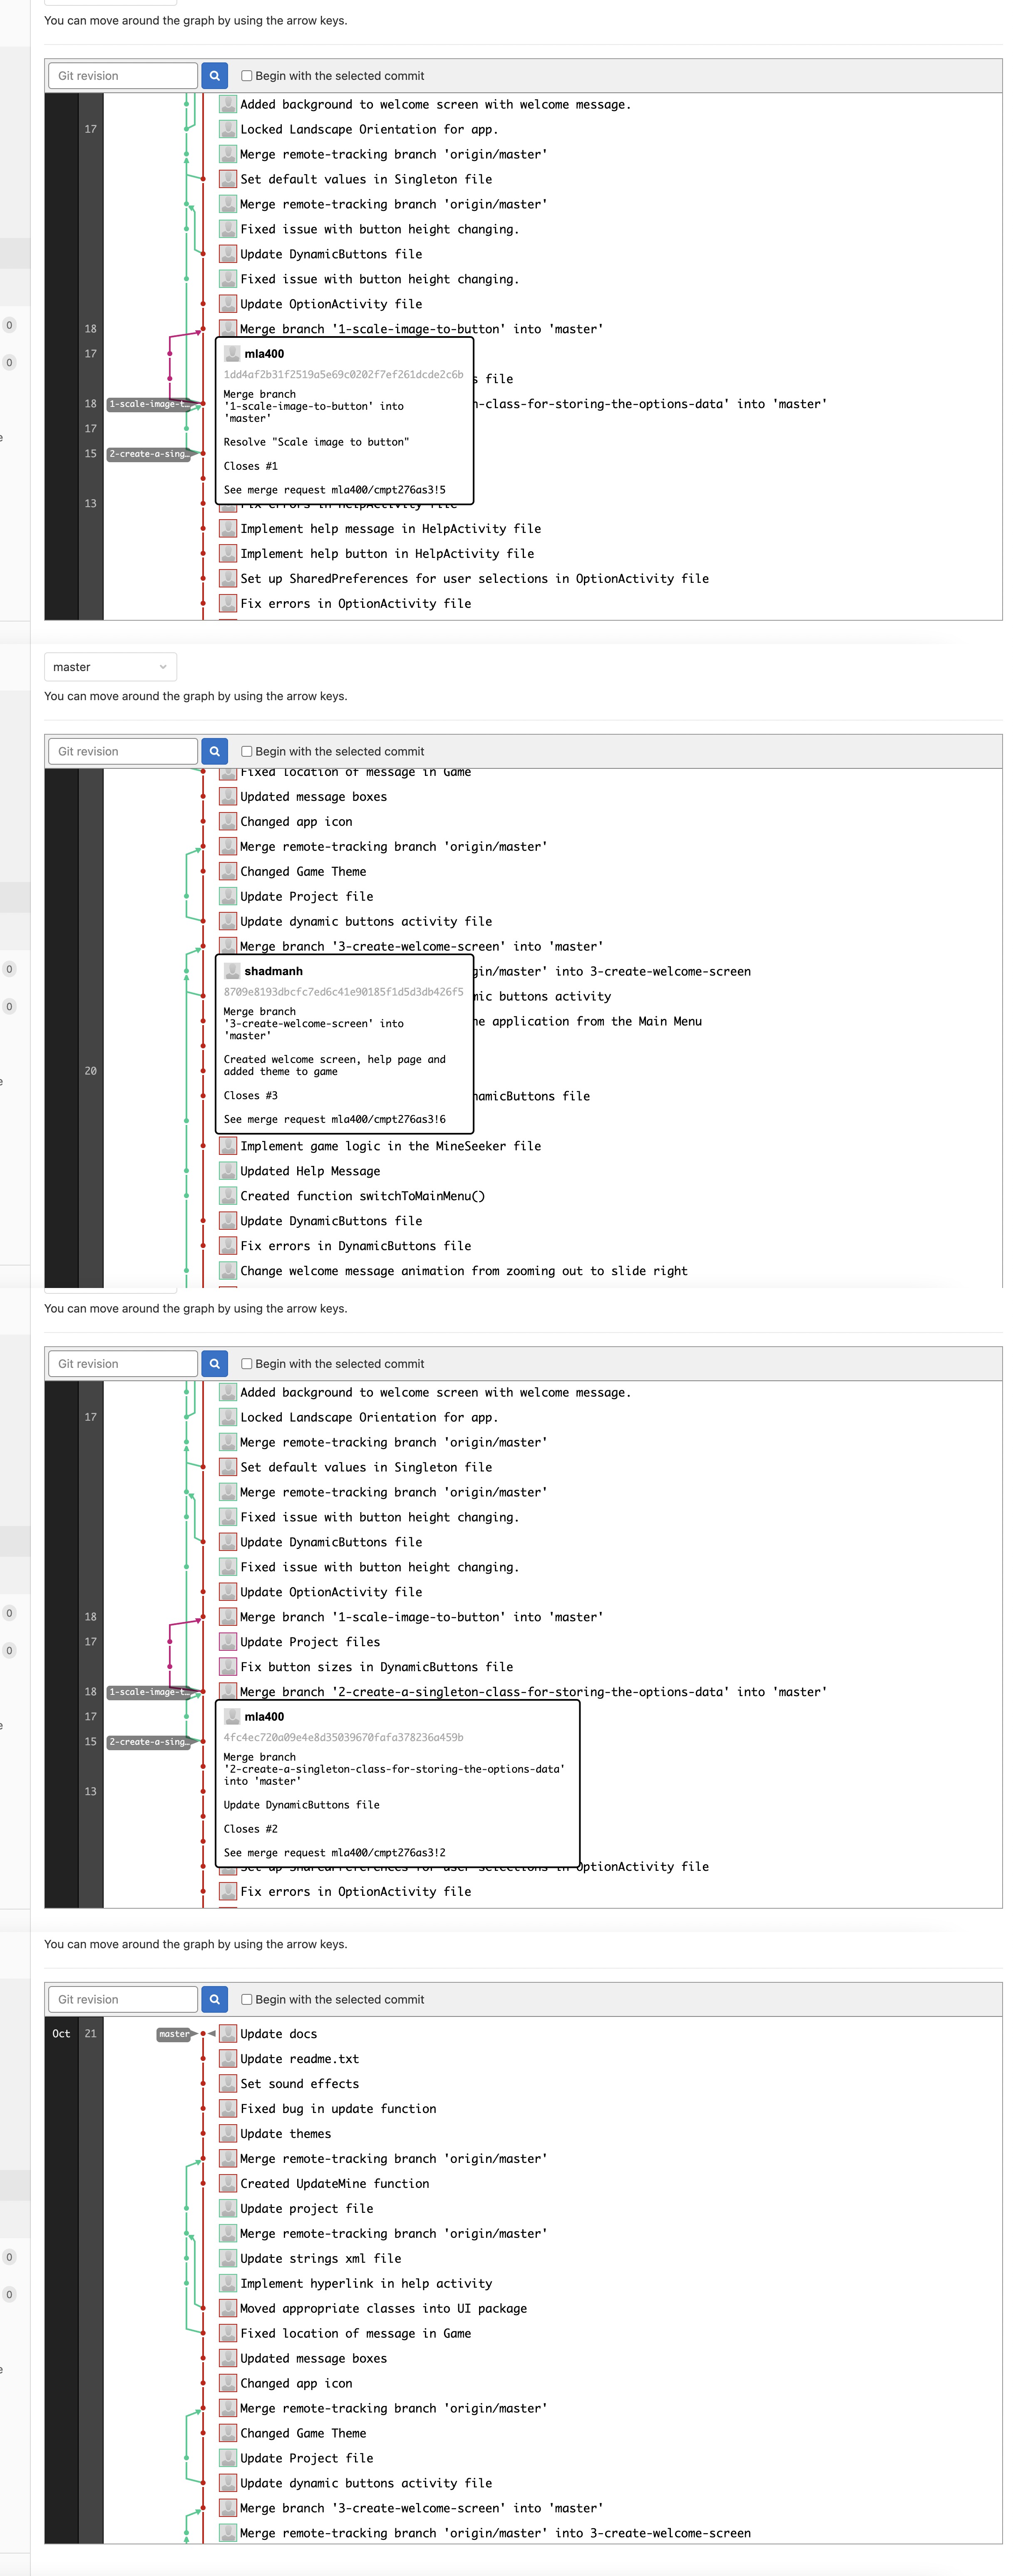 You can move around the graph by using the arrow keys.
Git revision
Begin with the selected commit
Added background to welcome screen with welcome message.
17 Locked Landscape Orientation for app.
Merge remote-tracking branch 'origin/master'
Set default values in Singleton file
Merge remote-tracking branch 'origin/master'
Fixed issue with button height changing.
Update DynamicButtons file
Fixed issue with button height changing.
0 Update OptionActivity file
18 Merge branch '1-scale-image-to-button' into 'master'
17 mla400
0
1dd4af2b31f2519a5e69c0202f7ef261dcde2c6b file
Merge branch
18 1-scale-image-t… '1-scale-image-to-button' into -class-for-storing-the-options-data' into 'master'
'master'
17
Resolve "Scale image to button"
15 2-create-a-sing…
Closes #1
See merge request mla400/cmpt276as3!5
13 Fix errors in HelpActivity file
Implement help message in HelpActivity file
Implement help button in HelpActivity file
Set up SharedPreferences for user selections in OptionActivity file
Fix errors in OptionActivity file
master
You can move around the graph by using the arrow keys.
Git revision
Begin with the selected commit
Fixed location of message in Game
Updated message boxes
Changed app icon
Merge remote-tracking branch 'origin/master'
Changed Game Theme
Update Project file
Update dynamic buttons activity file
Merge branch '3-create-welcome-screen' into 'master'
0 shadmanh gin/master' into 3-create-welcome-screen
8709e8193dbcfc7ed6c41e90185f1d5d3db426f5 mic buttons activity
0
Merge branch
'3-create-welcome-screen' into he application from the Main Menu
'master'
Created welcome screen, help page and
20 added theme to game
Closes #3 namicButtons file
See merge request mla400/cmpt276as3!6
Implement game logic in the MineSeeker file
Updated Help Message
Created function switchToMainMenu()
Update DynamicButtons file
Fix errors in DynamicButtons file
Change welcome message animation from zooming out to slide right
You can move around the graph by using the arrow keys.
Git revision
Begin with the selected commit
Added background to welcome screen with welcome message.
17 Locked Landscape Orientation for app.
Merge remote-tracking branch 'origin/master'
Set default values in Singleton file
Merge remote-tracking branch 'origin/master'
Fixed issue with button height changing.
Update DynamicButtons file
Fixed issue with button height changing.
Update OptionActivity file
0
18 Merge branch '1-scale-image-to-button' into 'master'
17 Update Project files
0
Fix button sizes in DynamicButtons file
18 1-scale-image-t… Merge branch '2-create-a-singleton-class-for-storing-the-options-data' into 'master'
17 mla400
15 2-create-a-sing… 4fc4ec720a09e4e8d35039670fafa378236a459b
Merge branch
'2-create-a-singleton-class-for-storing-the-options-data'
into 'master'
13
Update DynamicButtons file
Closes #2
See merge request mla400/cmpt276as3!2
Set up SharedPreferences for user selections in OptionActivity file
Fix errors in OptionActivity file
You can move around the graph by using the arrow keys.
Git revision
Begin with the selected commit
Oct 21 master Update docs
Update readme.txt
Set sound effects
Fixed bug in update function
Update themes
Merge remote-tracking branch 'origin/master'
Created UpdateMine function
Update project file
Merge remote-tracking branch 'origin/master'
0 Update strings xml file
Implement hyperlink in help activity
0
Moved appropriate classes into UI package
Fixed location of message in Game
Updated message boxes
Changed app icon
Merge remote-tracking branch 'origin/master'
Changed Game Theme
Update Project file
Update dynamic buttons activity file
Merge branch '3-create-welcome-screen' into 'master'
Merge remote-tracking branch 'origin/master' into 3-create-welcome-screen